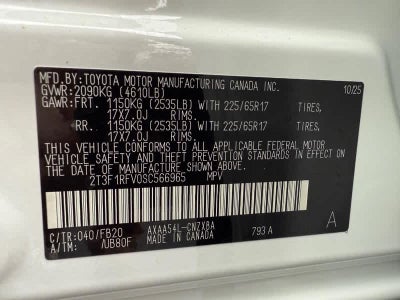 MFD.BY:TOYOTA MOTOR MANUFACTURING CANADA INC.
GVWR:2090KG (4610LB) 10/25
GAWR:FRT. 1150KG (2535LB) WITH 225/65R17 TIRES,
17X7.0J RIMS.
RR. 1150KG (2535LB) WITH 225/65R17 TIRES,
17X7.0J RIMS.
THIS VEHICLE CONFORMS TO ALL APPLICABLE FEDERAL MOTOR
VEHICLE SAFETY, BUMPER, AND THEFT PREVENTION STANDARDS IN EFFECT ON
THE DATE OF MANUFACTURE SHOWN ABOVE.
2T3F1RFV0SC566965 MPV
C/TR:040/FB20 AXAA54L-CNZXBA 793 A A
A/TM: /UB80F MADE IN CANADA